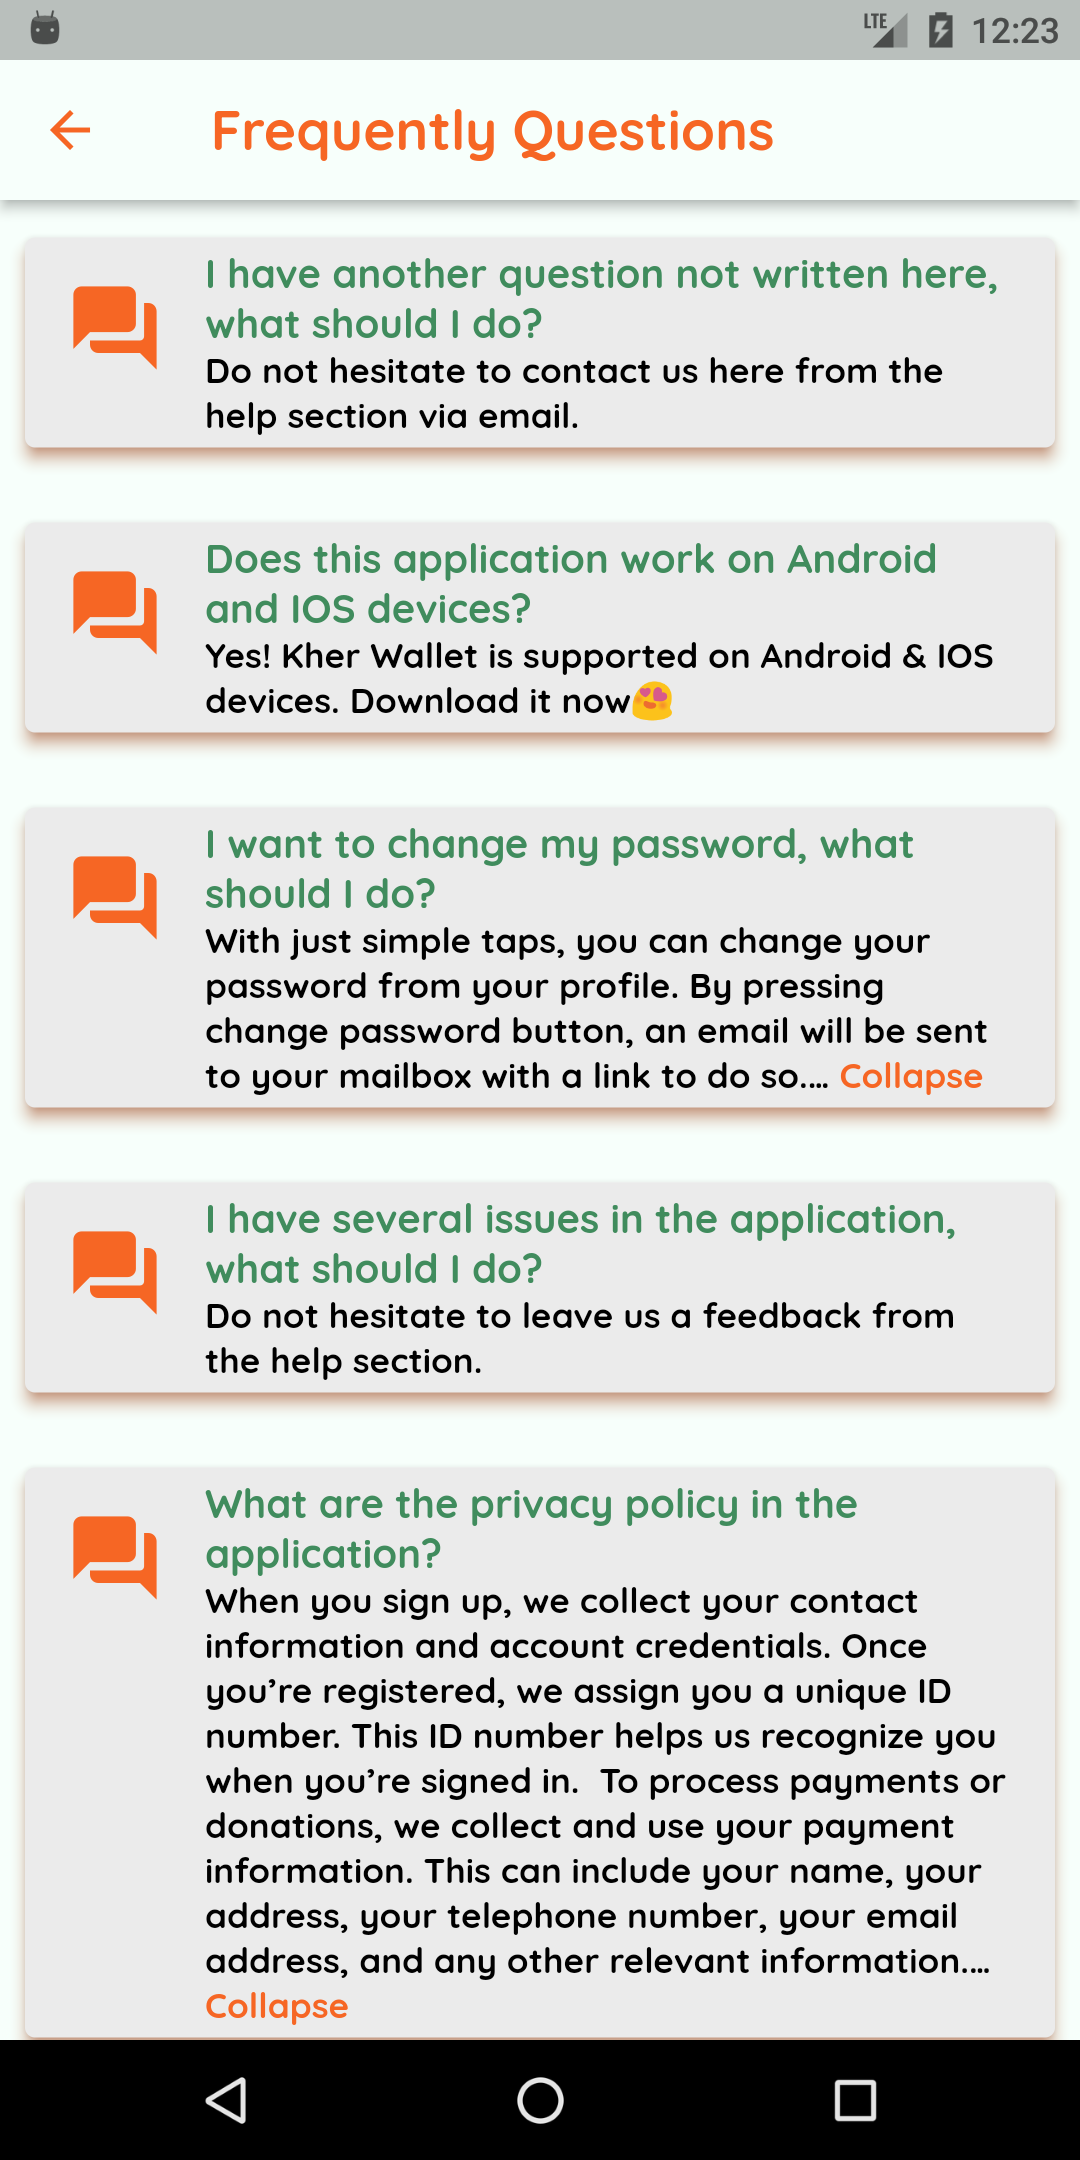 LTE 12:23
Frequently Questions
I have another question not written here,
what should I do?
Do not hesitate to contact us here from the
help section via email.
Does this application work on Android
and IOS devices?
Yes! Kher Wallet is supported on Android & IOS
devices. Download it now😍
I want to change my password, what
should I do?
With just simple taps, you can change your
password from your profile. By pressing
change password button, an email will be sent
to your mailbox with a link to do so.... Collapse
I have several issues in the application,
what should I do?
Do not hesitate to leave us a feedback from
the help section.
What are the privacy policy in the
application?
When you sign up, we collect your contact
information and account credentials. Once
you’re registered, we assign you a unique ID
number. This ID number helps us recognize you
when you’re signed in.  To process payments or
donations, we collect and use your payment
information. This can include your name, your
address, your telephone number, your email
address, and any other relevant information....
Collapse